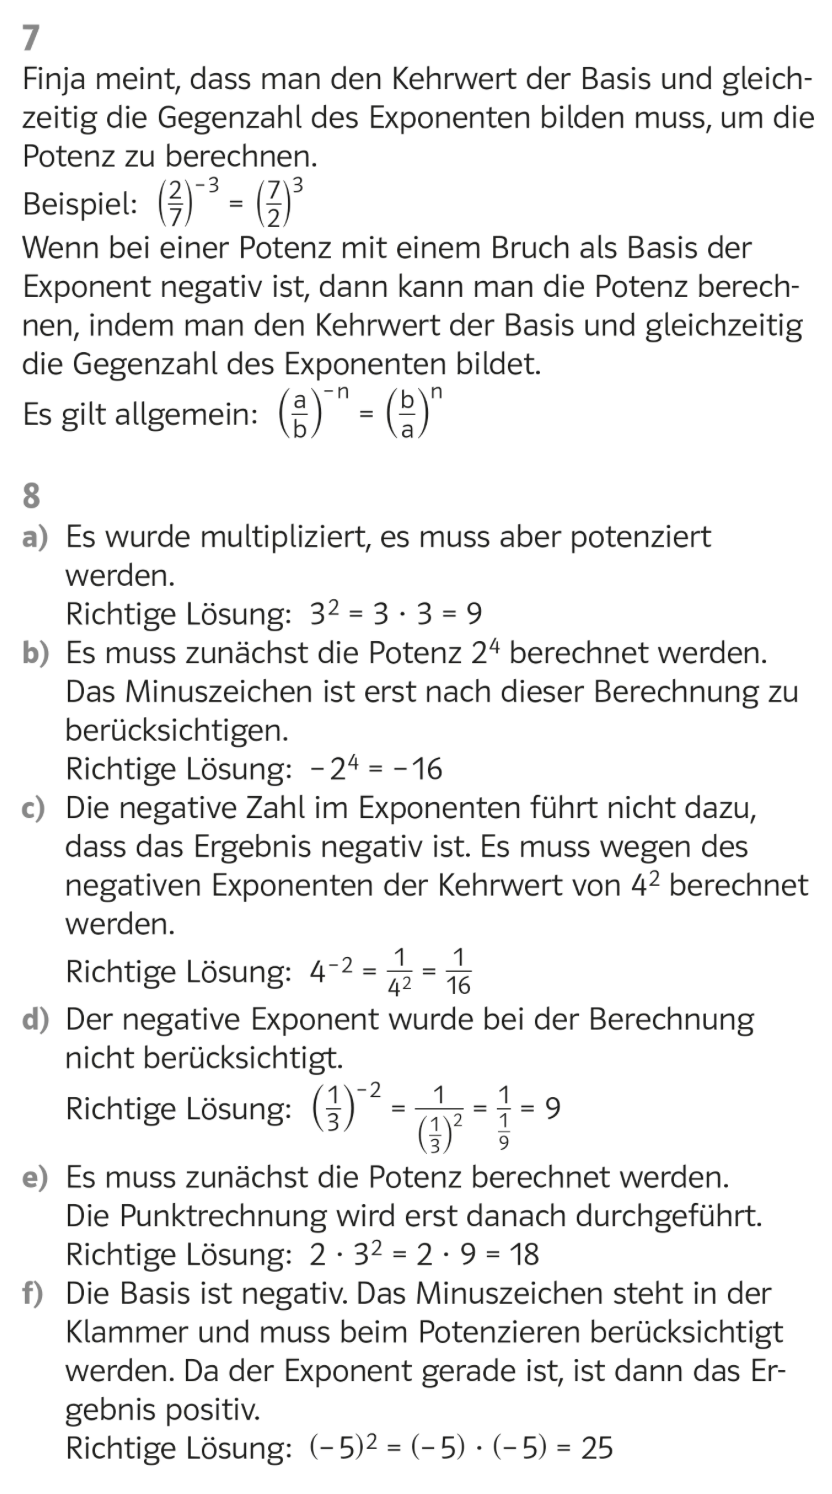 7
Finja meint, dass man den Kehrwert der Basis und gleich-
zeitig die Gegenzahl des Exponenten bilden muss, um die
Potenz zu berechnen.
Beispiel: (2/7)⁻³ = (7/2)³
Wenn bei einer Potenz mit einem Bruch als Basis der
Exponent negativ ist, dann kann man die Potenz berech-
nen, indem man den Kehrwert der Basis und gleichzeitig
die Gegenzahl des Exponenten bildet.
Es gilt allgemein: (a/b)⁻ⁿ = (b/a)ⁿ
8
a) Es wurde multipliziert, es muss aber potenziert
werden.
Richtige Lösung: 3² = 3 · 3 = 9
b) Es muss zunächst die Potenz 2⁴ berechnet werden.
Das Minuszeichen ist erst nach dieser Berechnung zu
berücksichtigen.
Richtige Lösung: −2⁴ = −16
c) Die negative Zahl im Exponenten führt nicht dazu,
dass das Ergebnis negativ ist. Es muss wegen des
negativen Exponenten der Kehrwert von 4² berechnet
werden.
Richtige Lösung: 4⁻² = 1/4² = 1/16
d) Der negative Exponent wurde bei der Berechnung
nicht berücksichtigt.
Richtige Lösung: (1/3)⁻² = 1/(1/3)² = 1/(1/9) = 9
e) Es muss zunächst die Potenz berechnet werden.
Die Punktrechnung wird erst danach durchgeführt.
Richtige Lösung: 2 · 3² = 2 · 9 = 18
f) Die Basis ist negativ. Das Minuszeichen steht in der
Klammer und muss beim Potenzieren berücksichtigt
werden. Da der Exponent gerade ist, ist dann das Er-
gebnis positiv.
Richtige Lösung: (−5)² = (−5) · (−5) = 25